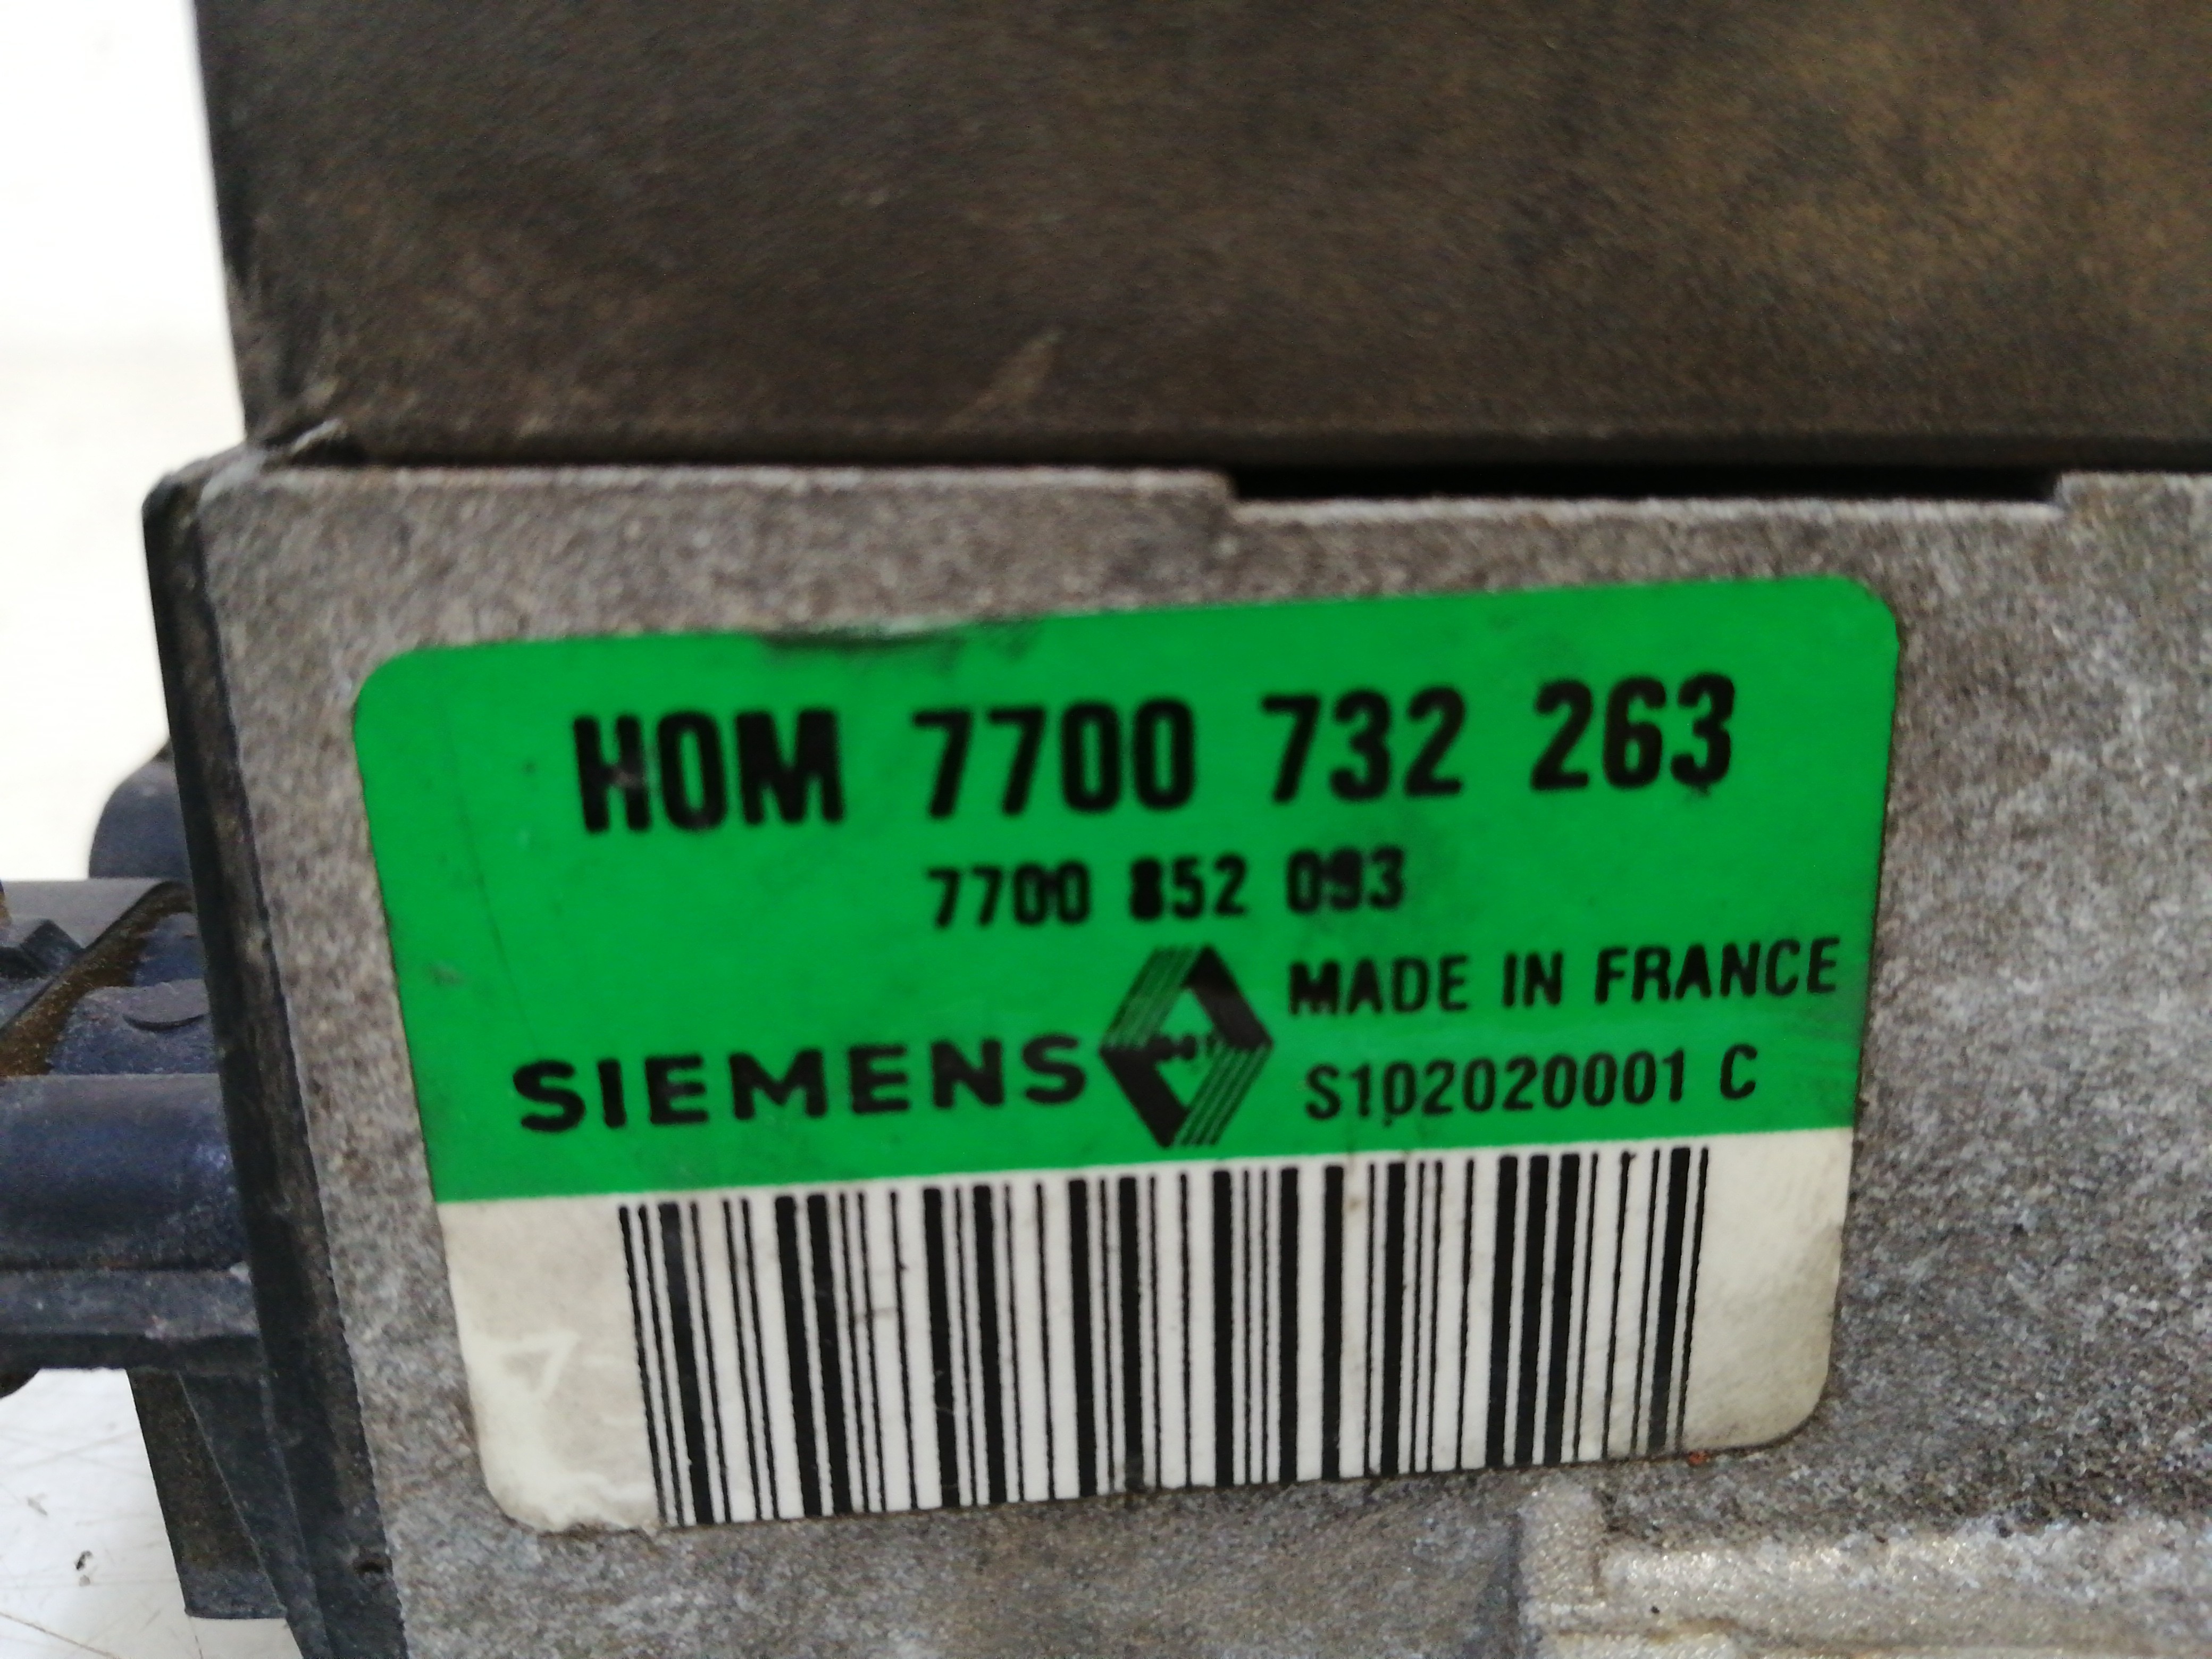 HOM 7700 732 263
7700 852 093
MADE IN FRANCE
SIEMENS
S102020001 C